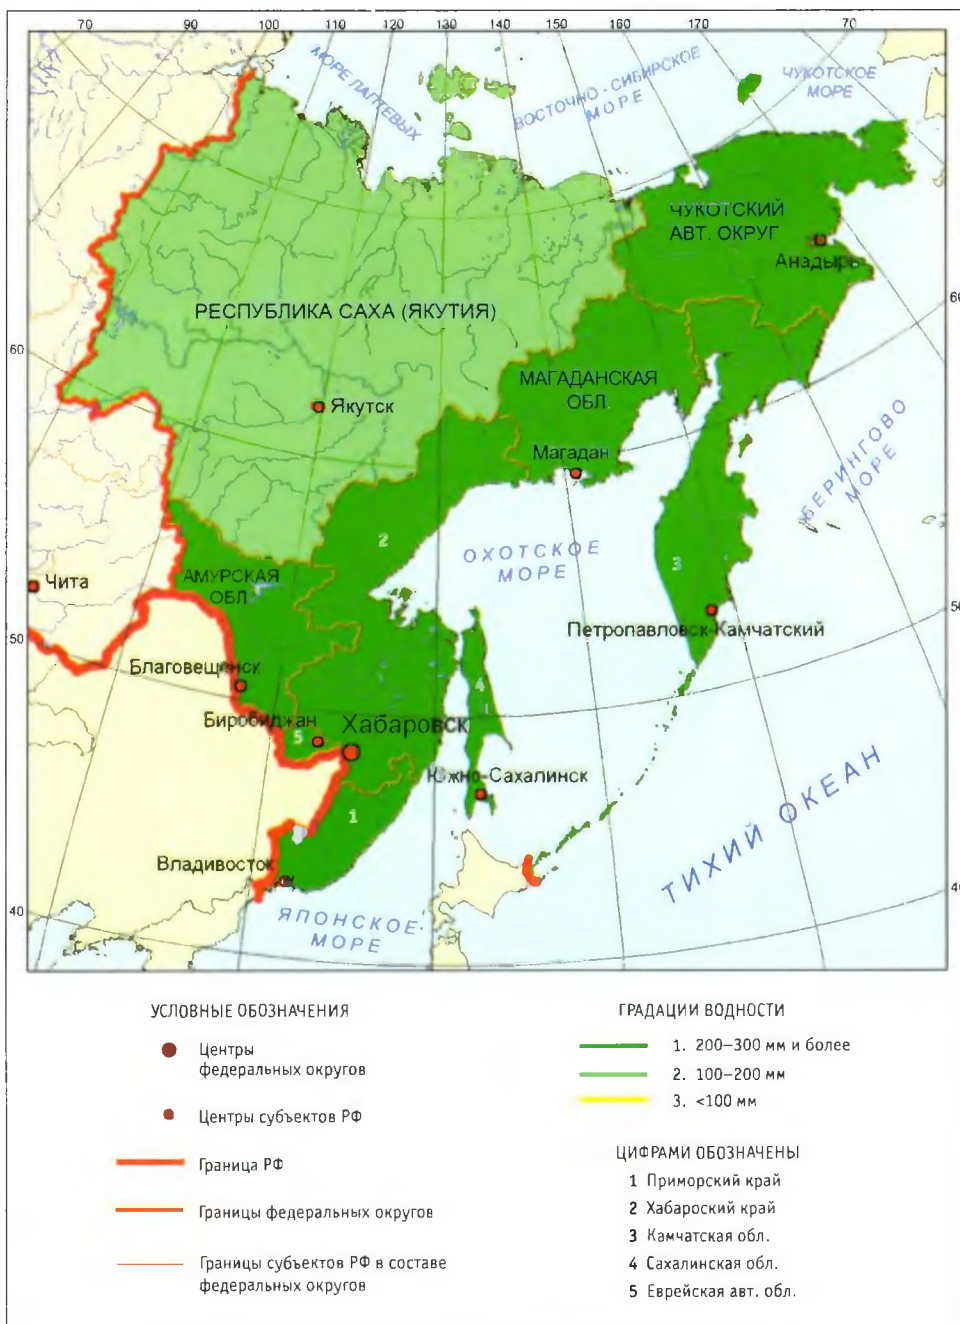 70 80 90 100 110 120 130 140 150 160 170 70
МОРЕ ЛАПТЕВЫХ
ВОСТОЧНО-СИБИРСКОЕ
МОРЕ
ЧУКОТСКОЕ
МОРЕ
ЧУКОТСКИЙ
АВТ. ОКРУГ
Анадырь
60
РЕСПУБЛИКА САХА (ЯКУТИЯ)
60
МАГАДАНСКАЯ
ОБЛ.
Якутск
Магадан
БЕРИНГОВО
МОРЕ
2
ОХОТСКОЕ
МОРЕ
3
АМУРСКАЯ
ОБЛ
Чита
50
Петропавловск-Камчатский
50
Благовещенск
4
Биробиджан
Хабаровск
5
Южно-Сахалинск
1
ТИХИЙ ОКЕАН
Владивосток
40
40
ЯПОНСКОЕ
МОРЕ
УСЛОВНЫЕ ОБОЗНАЧЕНИЯ
Центры
федеральных округов
Центры субъектов РФ
Граница РФ
Границы федеральных округов
Границы субъектов РФ в составе
федеральных округов
ГРАДАЦИИ ВОДНОСТИ
1. 200–300 мм и более
2. 100–200 мм
3. <100 мм
ЦИФРАМИ ОБОЗНАЧЕНЫ
1 Приморский край
2 Хабароский край
3 Камчатская обл.
4 Сахалинская обл.
5 Еврейская авт. обл.